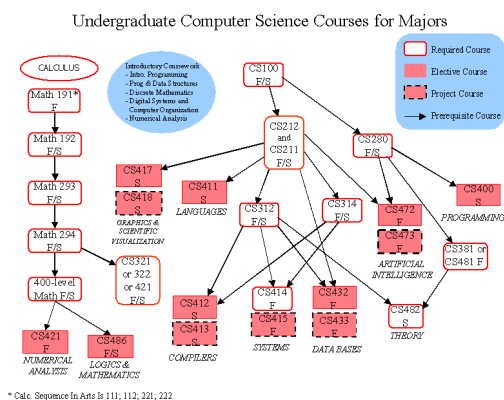 Undergraduate Computer Science Courses for Majors
Introductory Coursework
- Intro. Programming
- Prog & Data Structures
- Discrete Mathematics
- Digital Systems and
Computer Organization
- Numerical Analysis
Required Course
Elective Course
Project Course
Prerequisite Course
CALCULUS
Math 191*
F
Math 192
F/S
Math 293
F/S
Math 294
F/S
400-level
Math F/S
CS321
or 322
or 421
F/S
CS421
F
NUMERICAL
ANALYSIS
CS486
F/S
LOGICS &
MATHEMATICS
CS100
F/S
CS212
and
CS211
F/S
CS280
F/S
CS417
S
CS418
S
GRAPHICS &
SCIENTIFIC
VISUALIZATION
CS411
S
LANGUAGES
CS312
F/S
CS314
F/S
CS472
F
CS473
F
ARTIFICIAL
INTELLIGENCE
CS400
S
PROGRAMMING
CS381 or
CS481 F
CS412
S
CS413
S
COMPILERS
CS414
F
CS415
F
SYSTEMS
CS432
F
CS433
F
DATA BASES
CS482
S
THEORY
* Calc. Sequence In Arts Is 111; 112; 221; 222